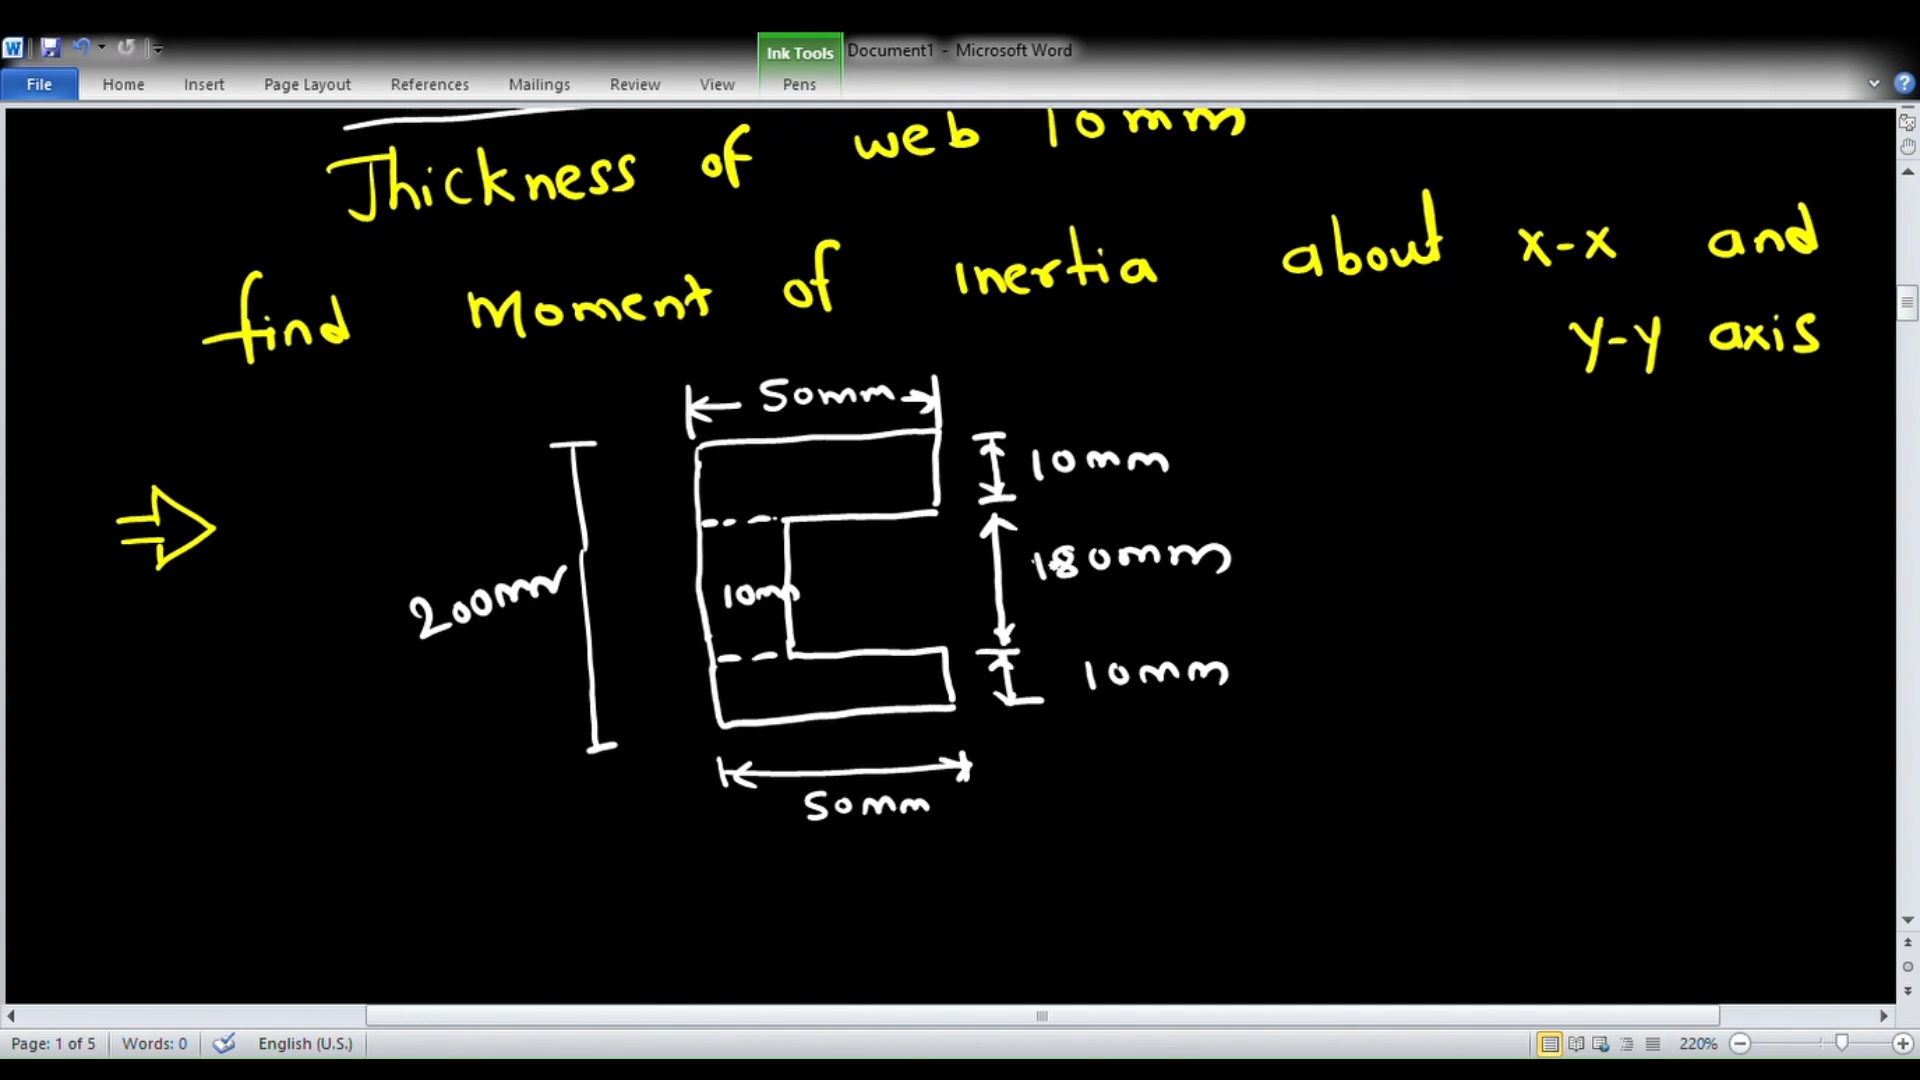 Ink Tools
Document1 - Microsoft Word
File Home Insert Page Layout References Mailings Review View Pens
Thickness of web 10mm
find Moment of inertia about x-x and
y-y axis
50mm
10mm
180mm
200mm
10mm
10mm
50mm
Page: 1 of 5 Words: 0 English (U.S.) 220%